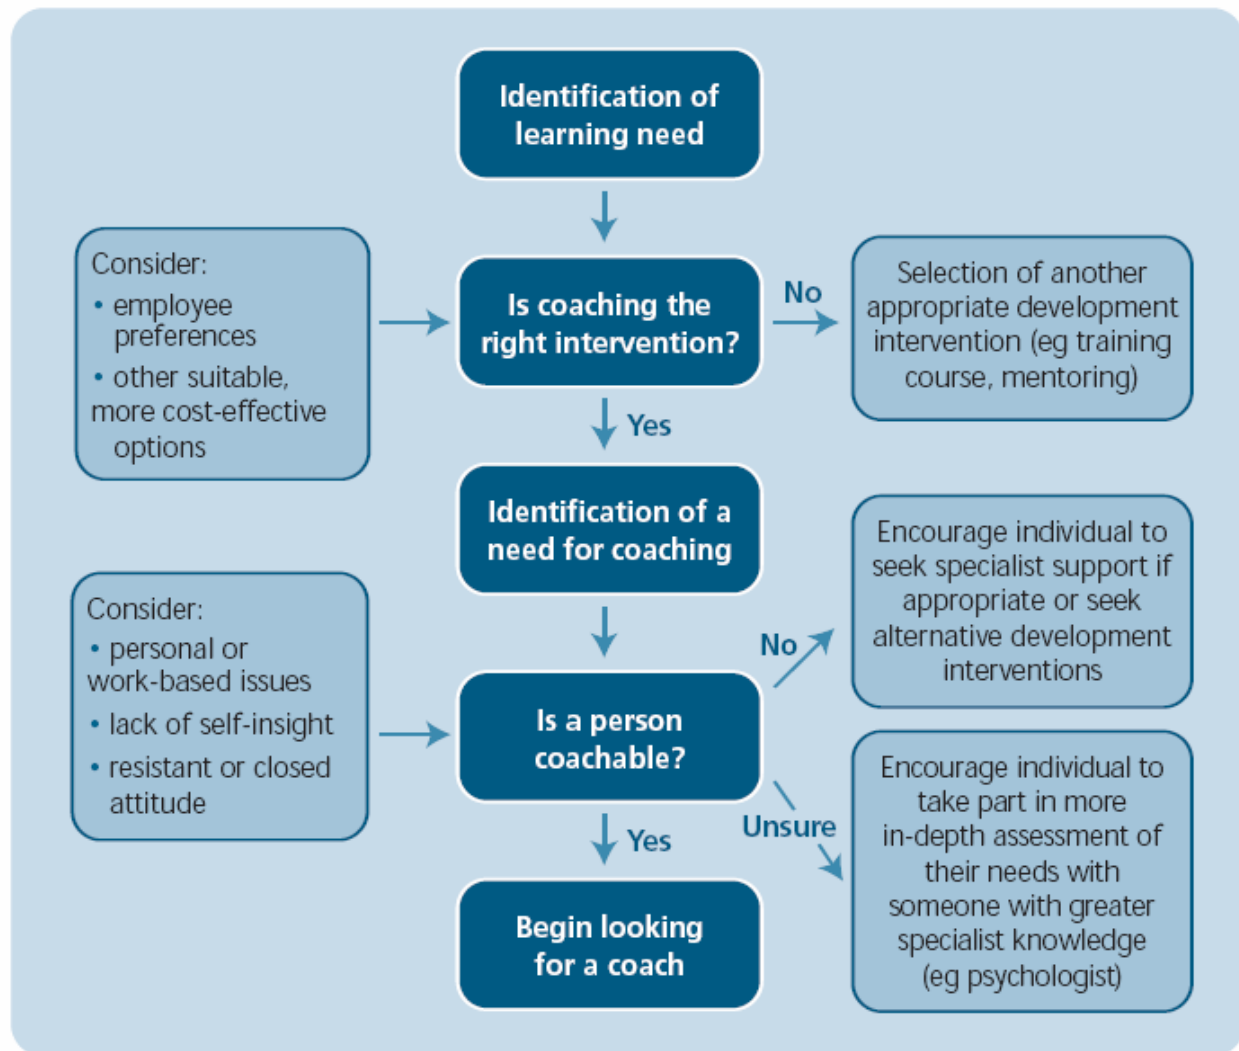 Identification of
learning need
Consider:
• employee
preferences
• other suitable,
more cost-effective
options
Is coaching the
right intervention?
No
Selection of another
appropriate development
intervention (eg training
course, mentoring)
Yes
Identification of a
need for coaching
Consider:
• personal or
work-based issues
• lack of self-insight
• resistant or closed
attitude
Is a person
coachable?
No
Encourage individual to
seek specialist support if
appropriate or seek
alternative development
interventions
Unsure
Encourage individual to
take part in more
in-depth assessment of
their needs with
someone with greater
specialist knowledge
(eg psychologist)
Yes
Begin looking
for a coach